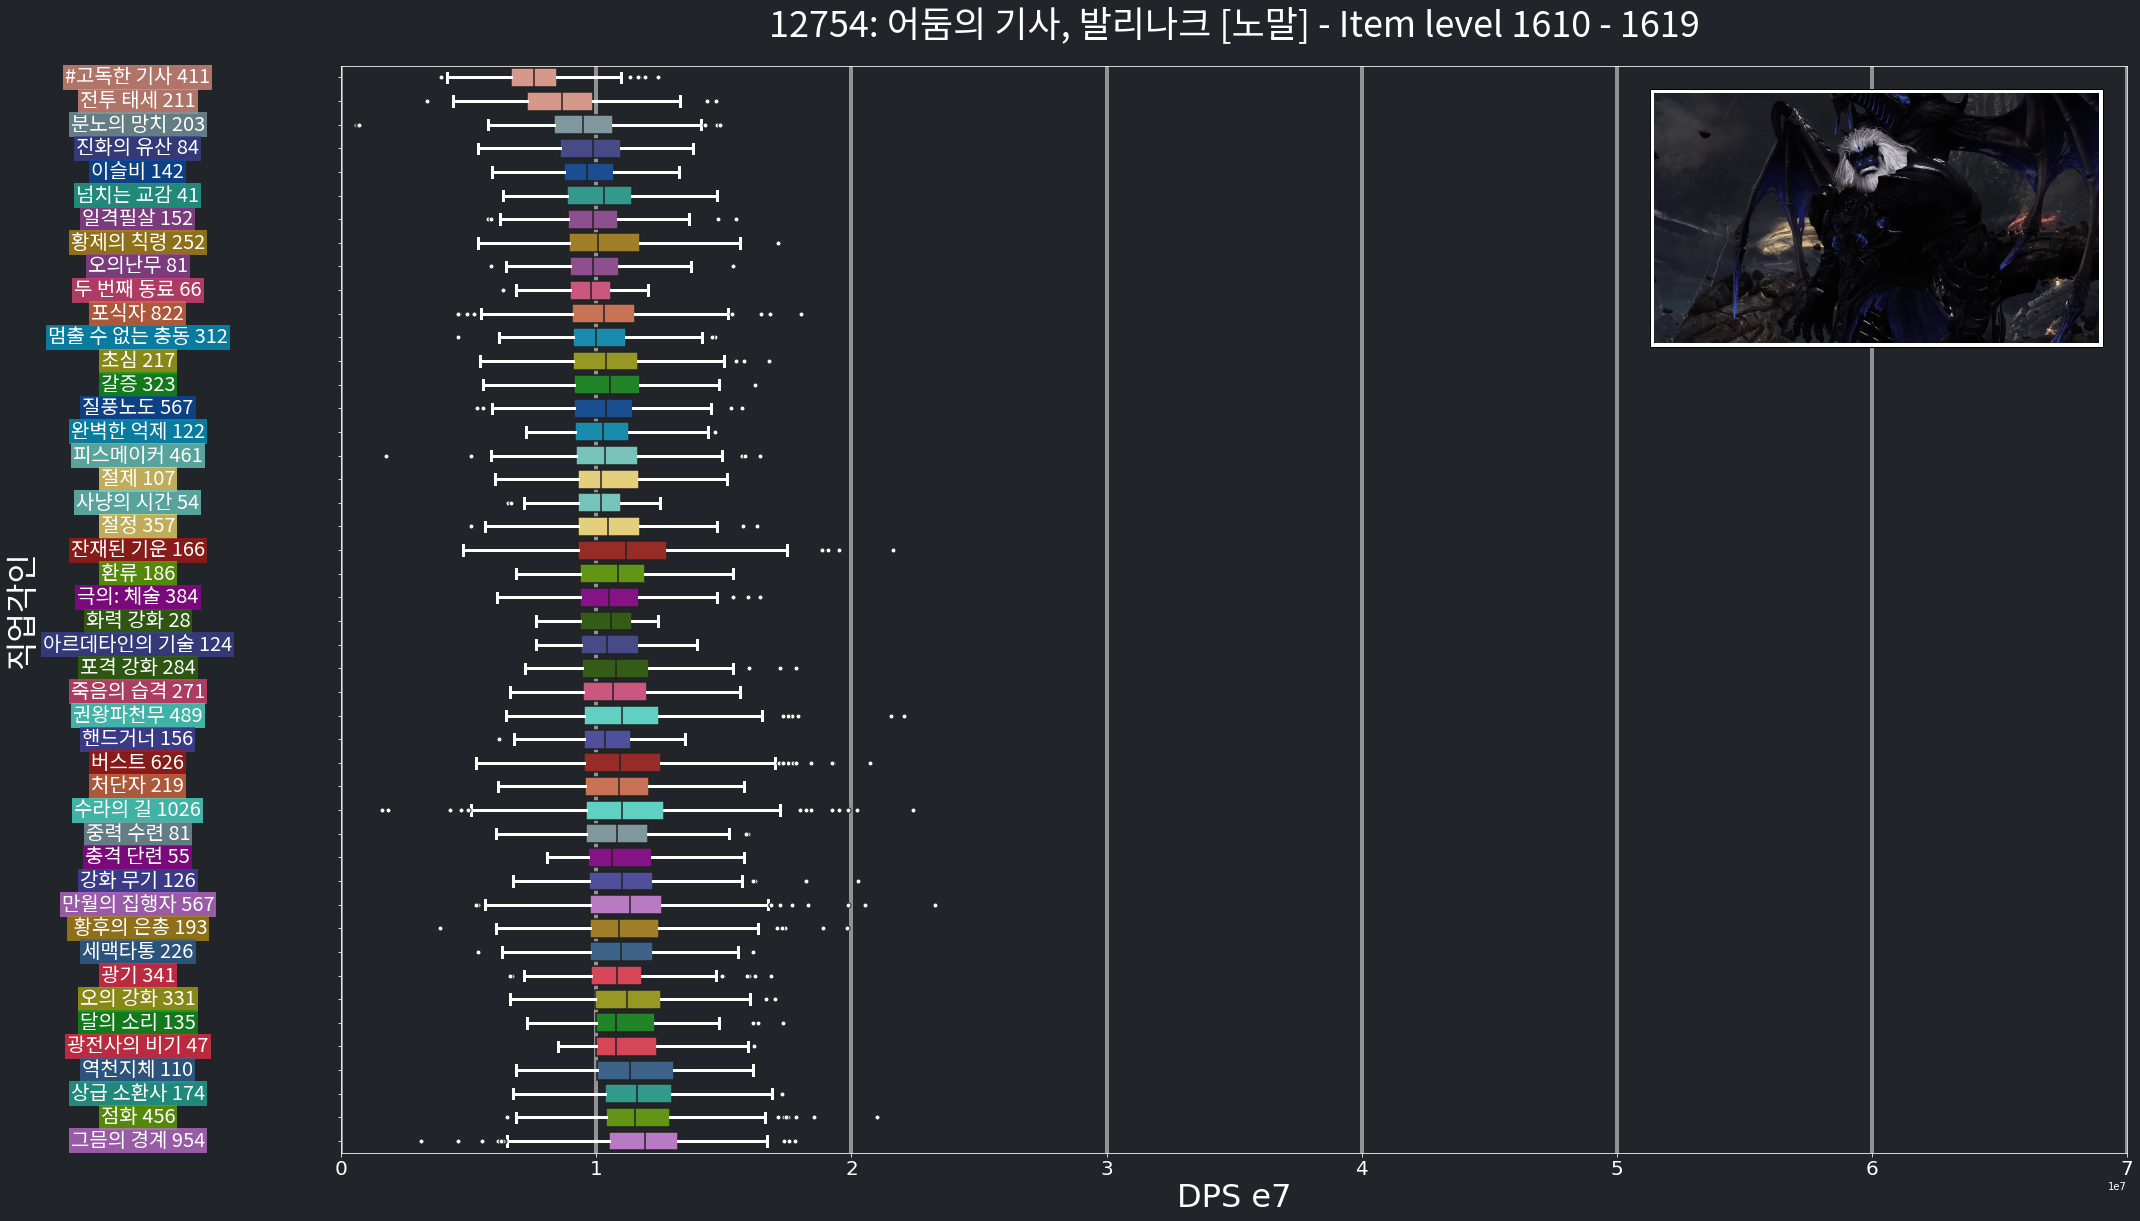 12754: 어둠의 기사, 발리나크 [노말] - Item level 1610 - 1619
직업각인
#고독한 기사 411
전투 태세 211
분노의 망치 203
진화의 유산 84
이슬비 142
넘치는 교감 41
일격필살 152
황제의 칙령 252
오의난무 81
두 번째 동료 66
포식자 822
멈출 수 없는 충동 312
초심 217
갈증 323
질풍노도 567
완벽한 억제 122
피스메이커 461
절제 107
사냥의 시간 54
절정 357
잔재된 기운 166
환류 186
극의: 체술 384
화력 강화 28
아르데타인의 기술 124
포격 강화 284
죽음의 습격 271
권왕파천무 489
핸드거너 156
버스트 626
처단자 219
수라의 길 1026
중력 수련 81
충격 단련 55
강화 무기 126
만월의 집행자 567
황후의 은총 193
세맥타통 226
광기 341
오의 강화 331
달의 소리 135
광전사의 비기 47
역천지체 110
상급 소환사 174
점화 456
그믐의 경계 954
0 1 2 3 4 5 6 7
DPS e7
1e7